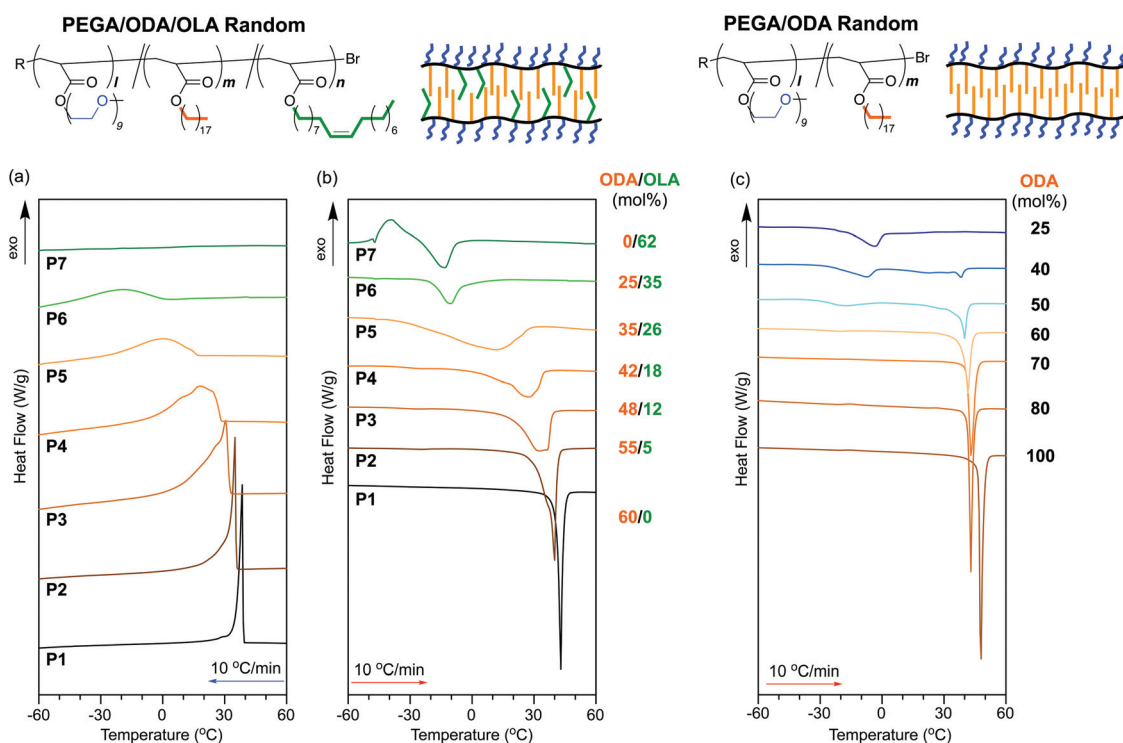 PEGA/ODA/OLA Random
PEGA/ODA Random
R ( ) l ( ) m ( ) n Br
O O O
O O O
O 9 17 7 6
R ( ) l ( ) m Br
O O
O O
O 9 17
(a)
exo
Heat Flow (W/g)
P7
P6
P5
P4
P3
P2
P1
10 °C/min
-60 -30 0 30 60
Temperature (°C)
(b)
P7
P6
P5
P4
P3
P2
P1
10 °C/min
-60 -30 0 30 60
Temperature (°C)
ODA/OLA
(mol%)
0/62
25/35
35/26
42/18
48/12
55/5
60/0
(c)
exo
Heat Flow (W/g)
10 °C/min
-60 -30 0 30 60
Temperature (°C)
ODA
(mol%)
25
40
50
60
70
80
100